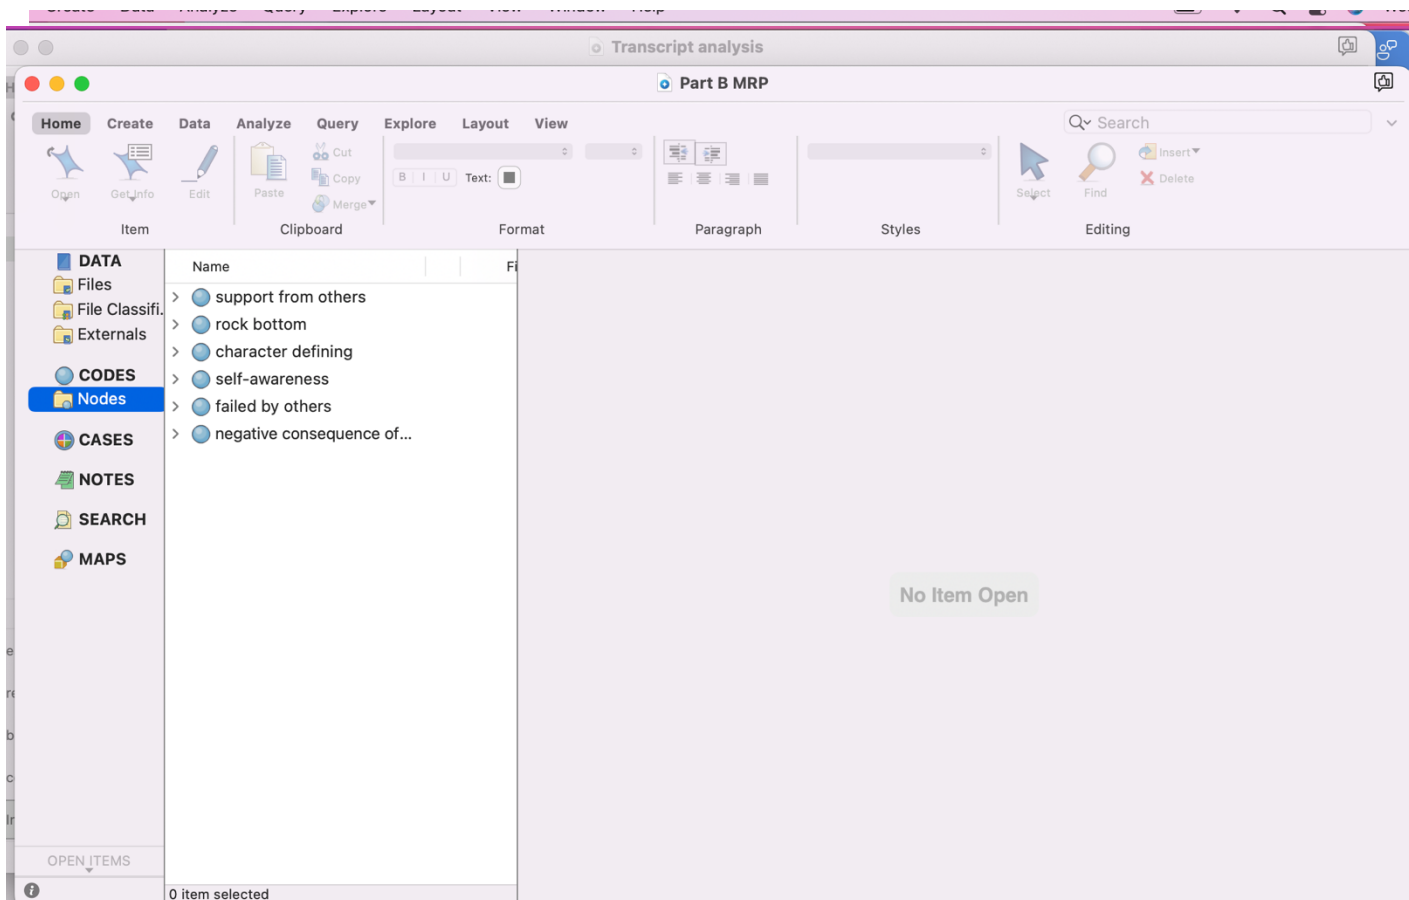 Transcript analysis
Part B MRP
Home Create Data Analyze Query Explore Layout View
Search
Open
Get Info
Edit
Paste
Cut
Copy
Merge
B I U Text:
Select
Find
Insert
Delete
Item
Clipboard
Format
Paragraph
Styles
Editing
DATA
Files
File Classifi.
Externals
CODES
Nodes
CASES
NOTES
SEARCH
MAPS
OPEN ITEMS
Name
Fi
support from others
rock bottom
character defining
self-awareness
failed by others
negative consequence of...
0 item selected
No Item Open